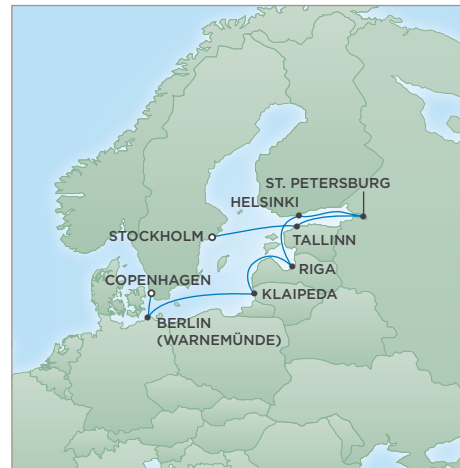 ST. PETERSBURG
HELSINKI
STOCKHOLM
TALLINN
RIGA
COPENHAGEN
KLAIPEDA
BERLIN
(WARNEMÜNDE)